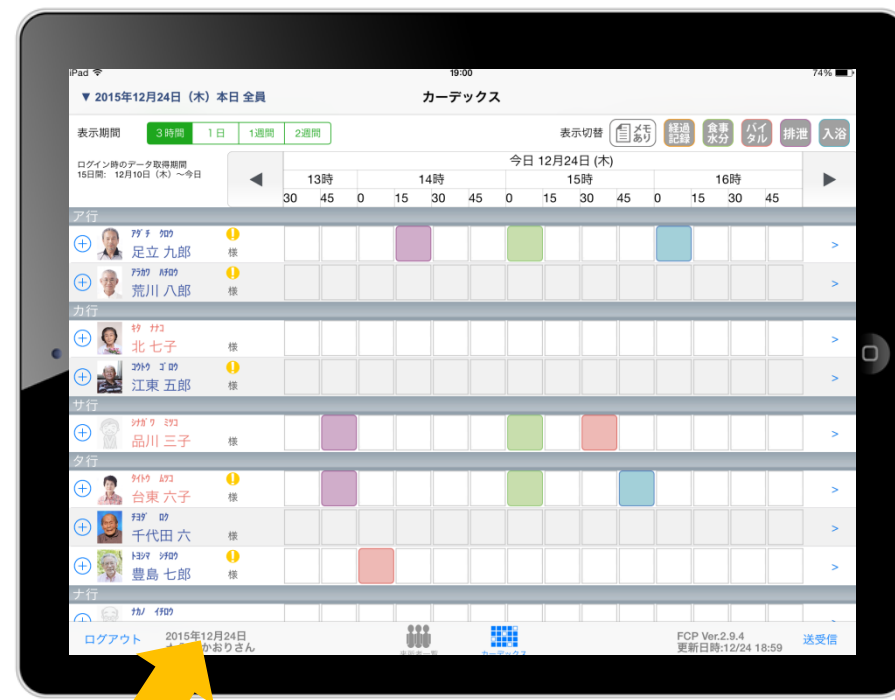 iPad 19:00 74%
▼ 2015年12月24日（木）本日 全員 カーデックス
表示期間 3時間 1日 1週間 2週間 表示切替 メモあり 経過記録 食事水分 バイタル 排泄 入浴
ログイン時のデータ取得期間
15日間: 12月10日（木）～今日
今日 12月24日 (木)
◀ 13時 14時 15時 16時 ▶
30 45 0 15 30 45 0 15 30 45 0 15 30 45
ア行
ｱﾀﾞﾁ ｸﾛｳ
足立 九郎 様 >
ｱﾗｶﾜ ﾊﾁﾛｳ
荒川 八郎 様 >
カ行
ｷﾀ ﾅﾅｺ
北 七子 様 >
ｺｳﾄｳ ｺﾞﾛｳ
江東 五郎 様 >
サ行
ｼﾅｶﾞﾜ ﾐﾂｺ
品川 三子 様 >
タ行
ﾀｲﾄｳ ﾑﾂｺ
台東 六子 様 >
ﾁﾖﾀﾞ ﾛｸ
千代田 六 様 >
ﾄﾖｼﾏ ｼﾁﾛｳ
豊島 七郎 様 >
ナ行
ﾅｶﾉ ｲﾁﾛｳ
ログアウト 2015年12月24日 カーデックス FCP Ver.2.9.4 送受信
かおりさん 更新日時:12/24 18:59